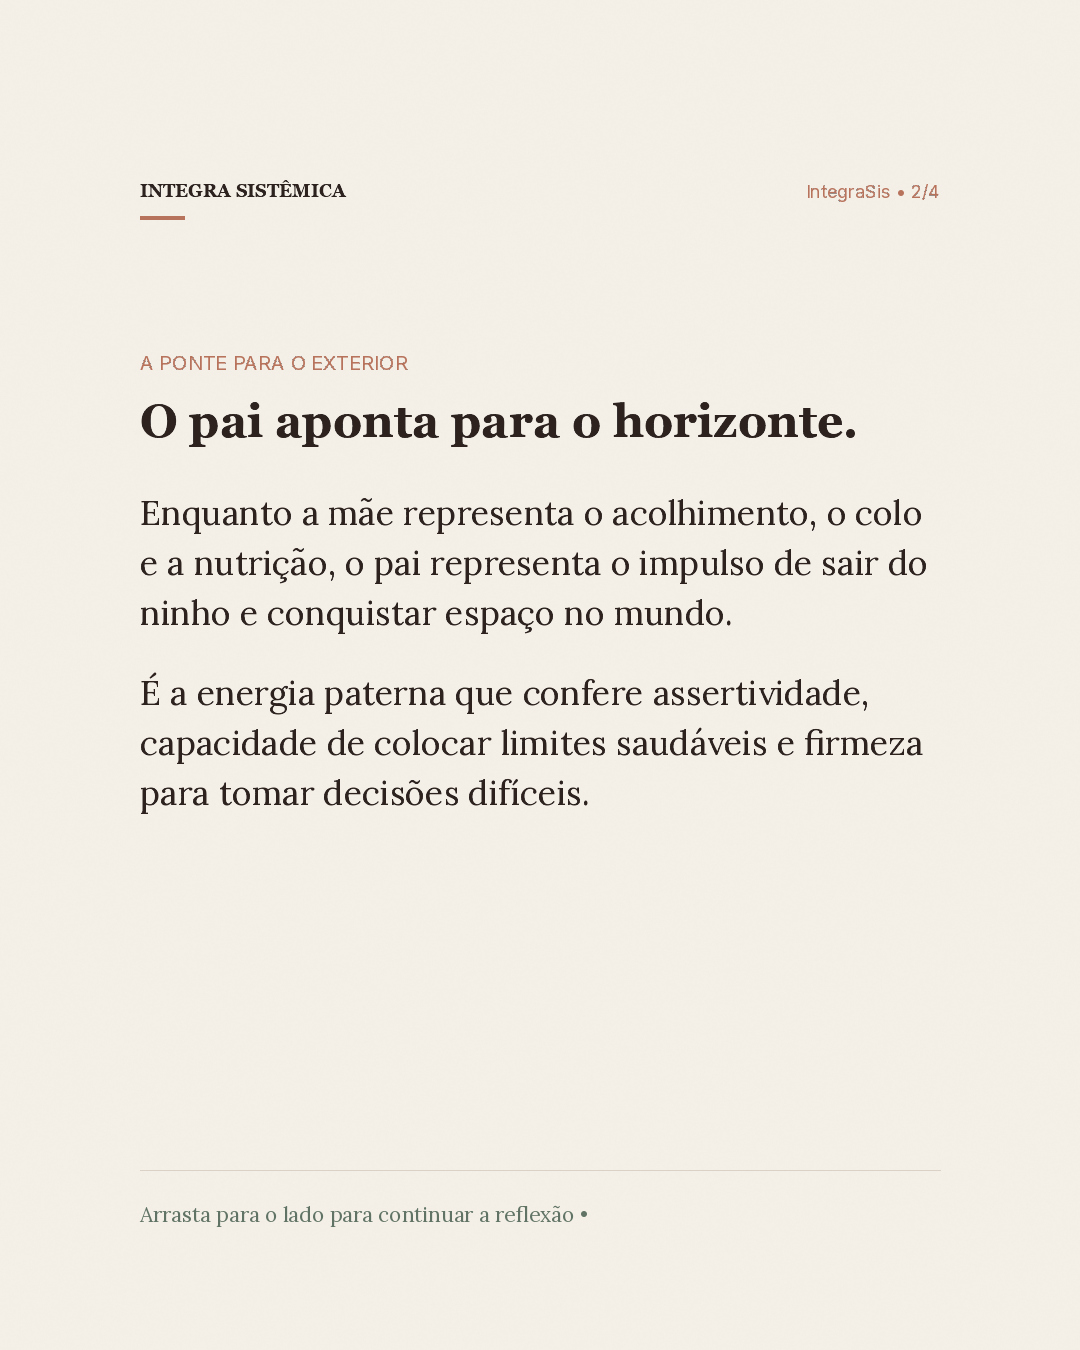 INTEGRA SISTÊMICA
IntegraSis • 2/4
A PONTE PARA O EXTERIOR
O pai aponta para o horizonte.
Enquanto a mãe representa o acolhimento, o colo
e a nutrição, o pai representa o impulso de sair do
ninho e conquistar espaço no mundo.
É a energia paterna que confere assertividade,
capacidade de colocar limites saudáveis e firmeza
para tomar decisões difíceis.
Arrasta para o lado para continuar a reflexão •